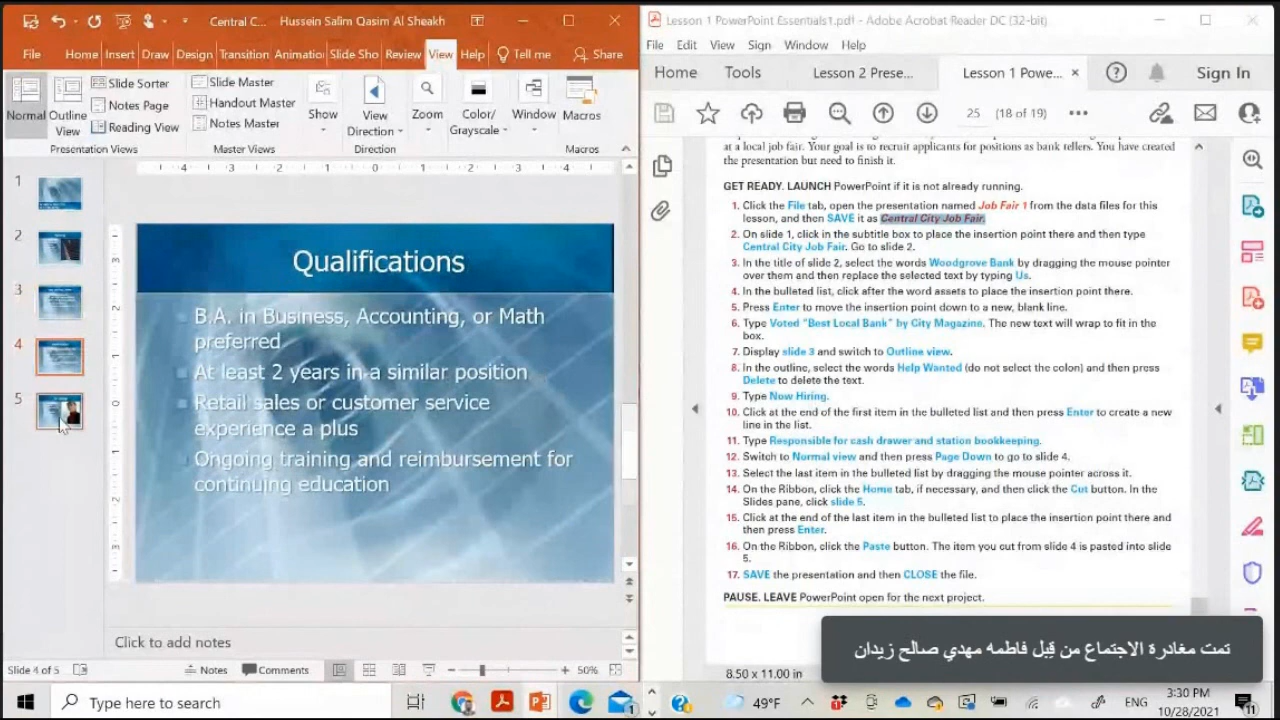 Central C... Hussein Salim Qasim Al Sheakh
File Home Insert Draw Design Transition Animation Slide Sho Review View Help Tell me Share
Normal Outline View Slide Sorter Notes Page Reading View
Slide Master Handout Master Notes Master
Show View Direction Zoom Color/ Grayscale Window Macros
Presentation Views Master Views Direction Macros
1
2
3
4
5
Qualifications
B.A. in Business, Accounting, or Math
preferred
At least 2 years in a similar position
Retail sales or customer service
experience a plus
Ongoing training and reimbursement for
continuing education
Click to add notes
Slide 4 of 5 Notes Comments 50%
Lesson 1 PowerPoint Essentials1.pdf - Adobe Acrobat Reader DC (32-bit)
File Edit View Sign Window Help
Home Tools Lesson 2 Prese... Lesson 1 Powe... × Sign In
25 (18 of 19)
at a local job fair. Your goal is to recruit applicants for positions as bank tellers. You have created
the presentation but need to finish it.
GET READY. LAUNCH PowerPoint if it is not already running.
1. Click the File tab, open the presentation named Job Fair 1 from the data files for this
lesson, and then SAVE it as Central City Job Fair.
2. On slide 1, click in the subtitle box to place the insertion point there and then type
Central City Job Fair. Go to slide 2.
3. In the title of slide 2, select the words Woodgrove Bank by dragging the mouse pointer
over them and then replace the selected text by typing Us.
4. In the bulleted list, click after the word assets to place the insertion point there.
5. Press Enter to move the insertion point down to a new, blank line.
6. Type Voted “Best Local Bank” by City Magazine. The new text will wrap to fit in the
box.
7. Display slide 3 and switch to Outline view.
8. In the outline, select the words Help Wanted (do not select the colon) and then press
Delete to delete the text.
9. Type Now Hiring.
10. Click at the end of the first item in the bulleted list and then press Enter to create a new
line in the list.
11. Type Responsible for cash drawer and station bookkeeping.
12. Switch to Normal view and then press Page Down to go to slide 4.
13. Select the last item in the bulleted list by dragging the mouse pointer across it.
14. On the Ribbon, click the Home tab, if necessary, and then click the Cut button. In the
Slides pane, click slide 5.
15. Click at the end of the last item in the bulleted list to place the insertion point there and
then press Enter.
16. On the Ribbon, click the Paste button. The item you cut from slide 4 is pasted into slide
5.
17. SAVE the presentation and then CLOSE the file.
PAUSE. LEAVE PowerPoint open for the next project.
8.50 x 11.00 in
تمت مغادرة الاجتماع من قِبل فاطمه مهدي صالح زيدان
Type here to search
49°F ENG 3:30 PM
10/28/2021 11